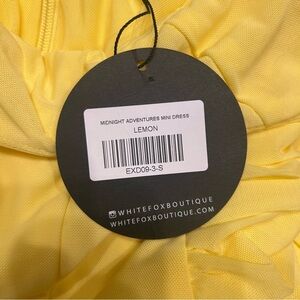 MIDNIGHT ADVENTURES MINI DRESS
LEMON
EXD09-3-S
WHITEFOXBOUTIQUE
WHITEFOXBOUTIQUE.COM